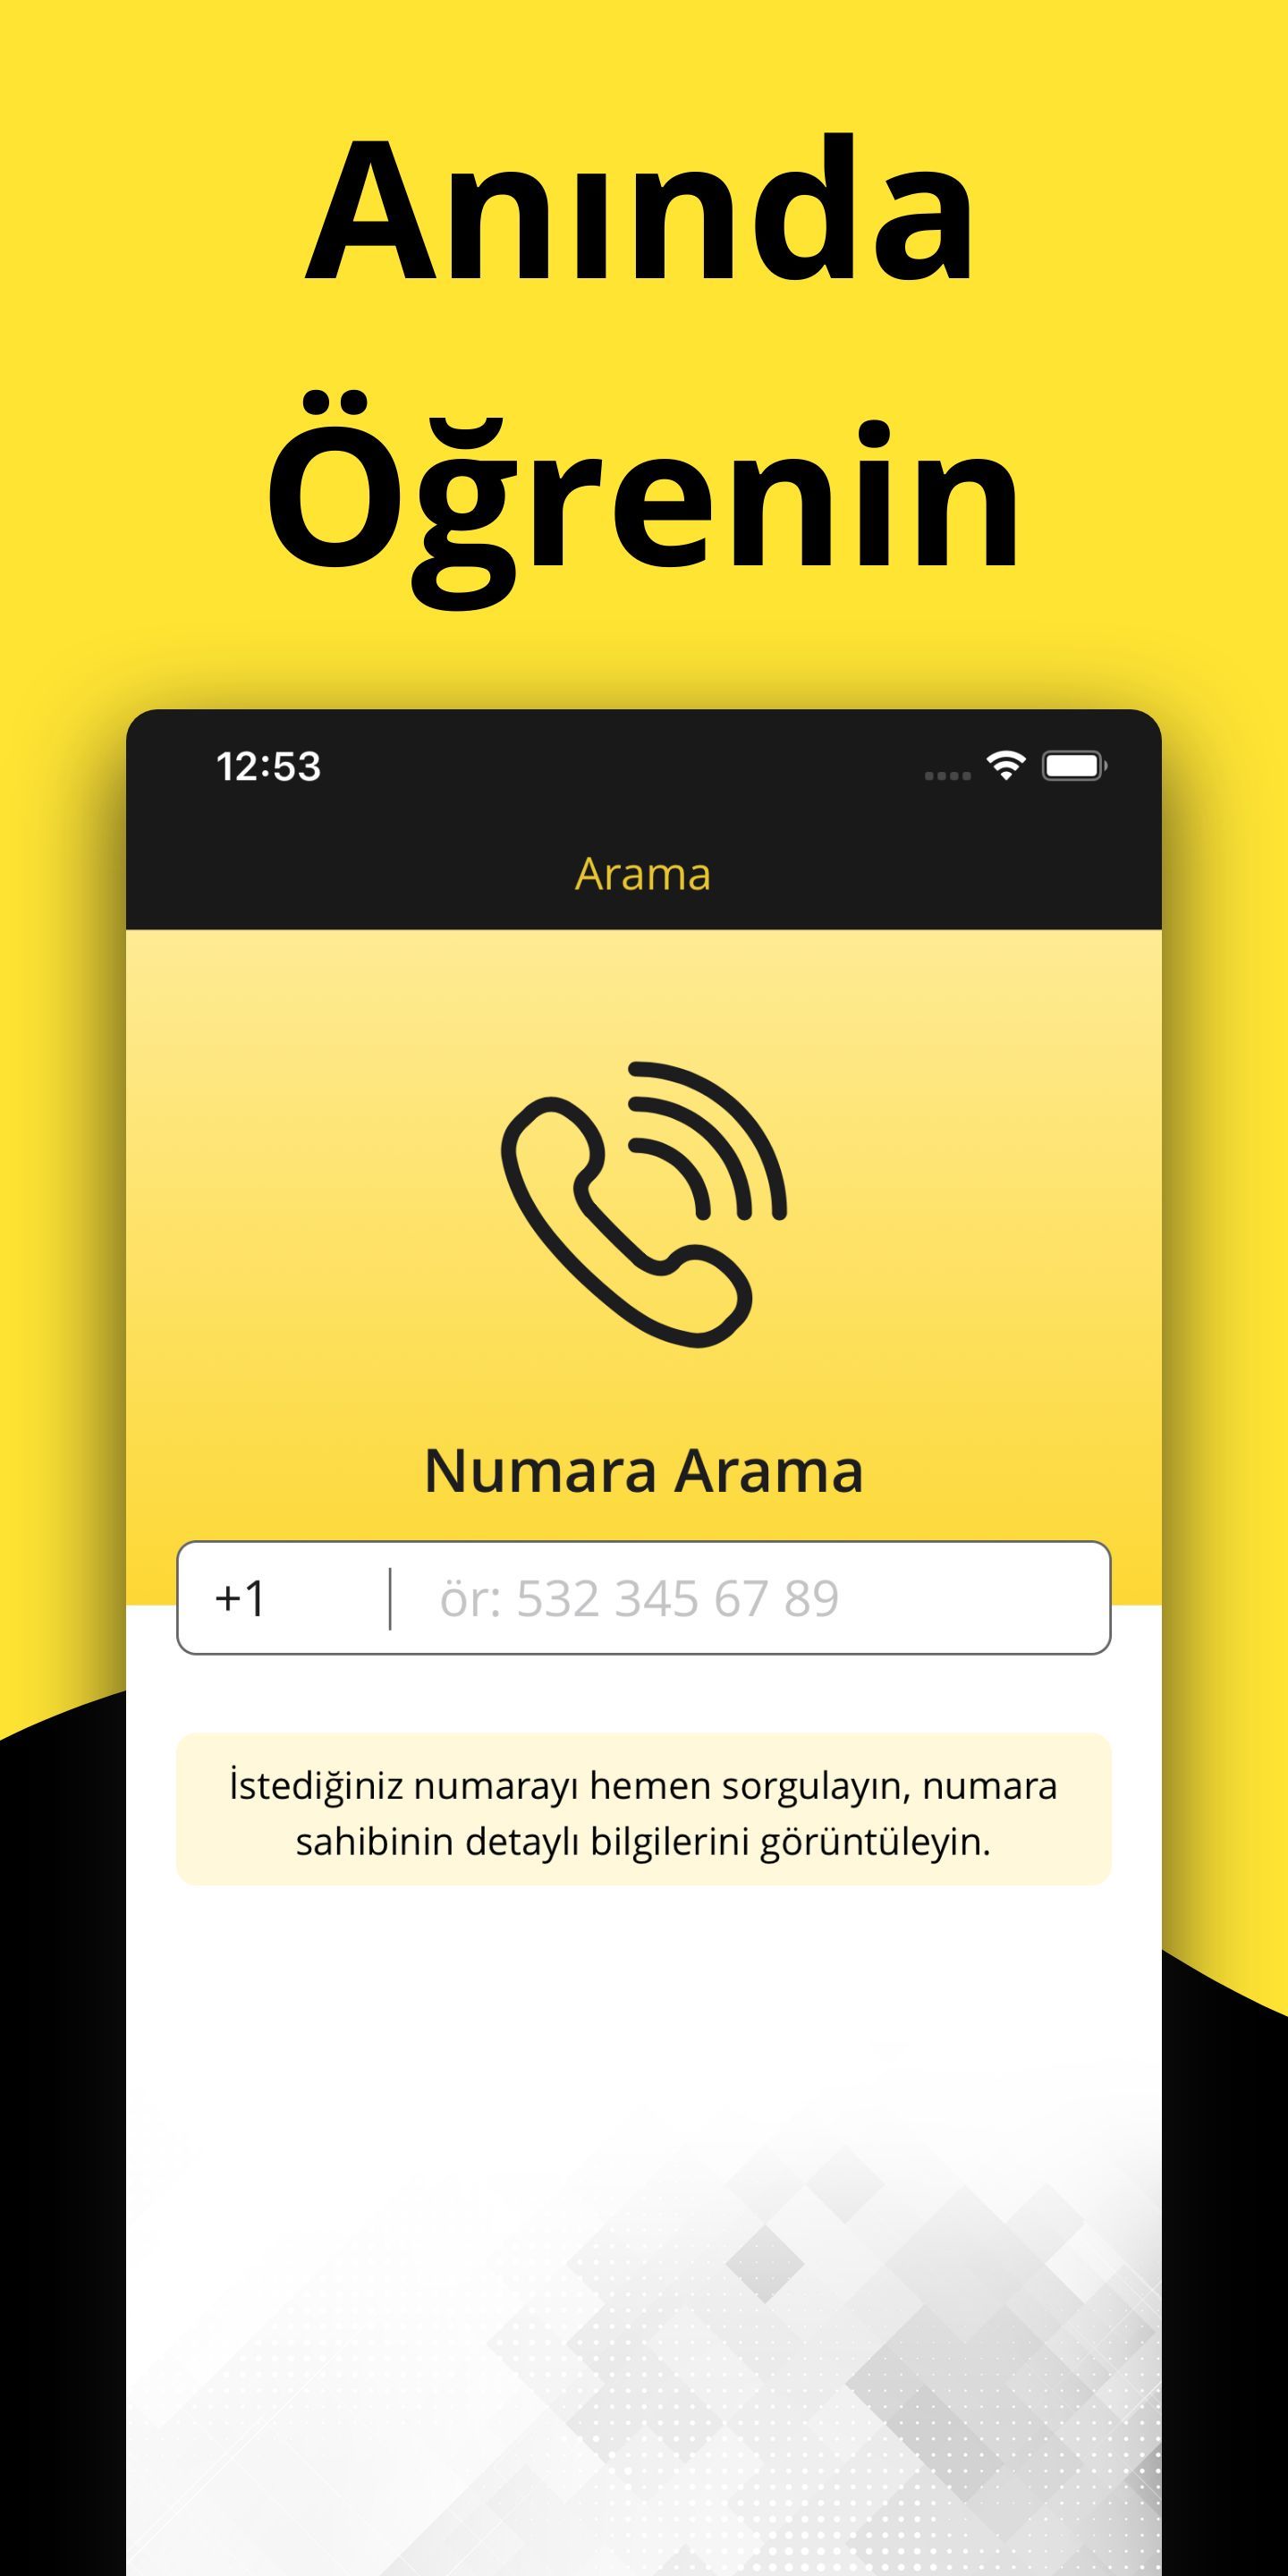 Anında
Öğrenin
12:53
Arama
Numara Arama
+1
ör: 532 345 67 89
İstediğiniz numarayı hemen sorgulayın, numara
sahibinin detaylı bilgilerini görüntüleyin.